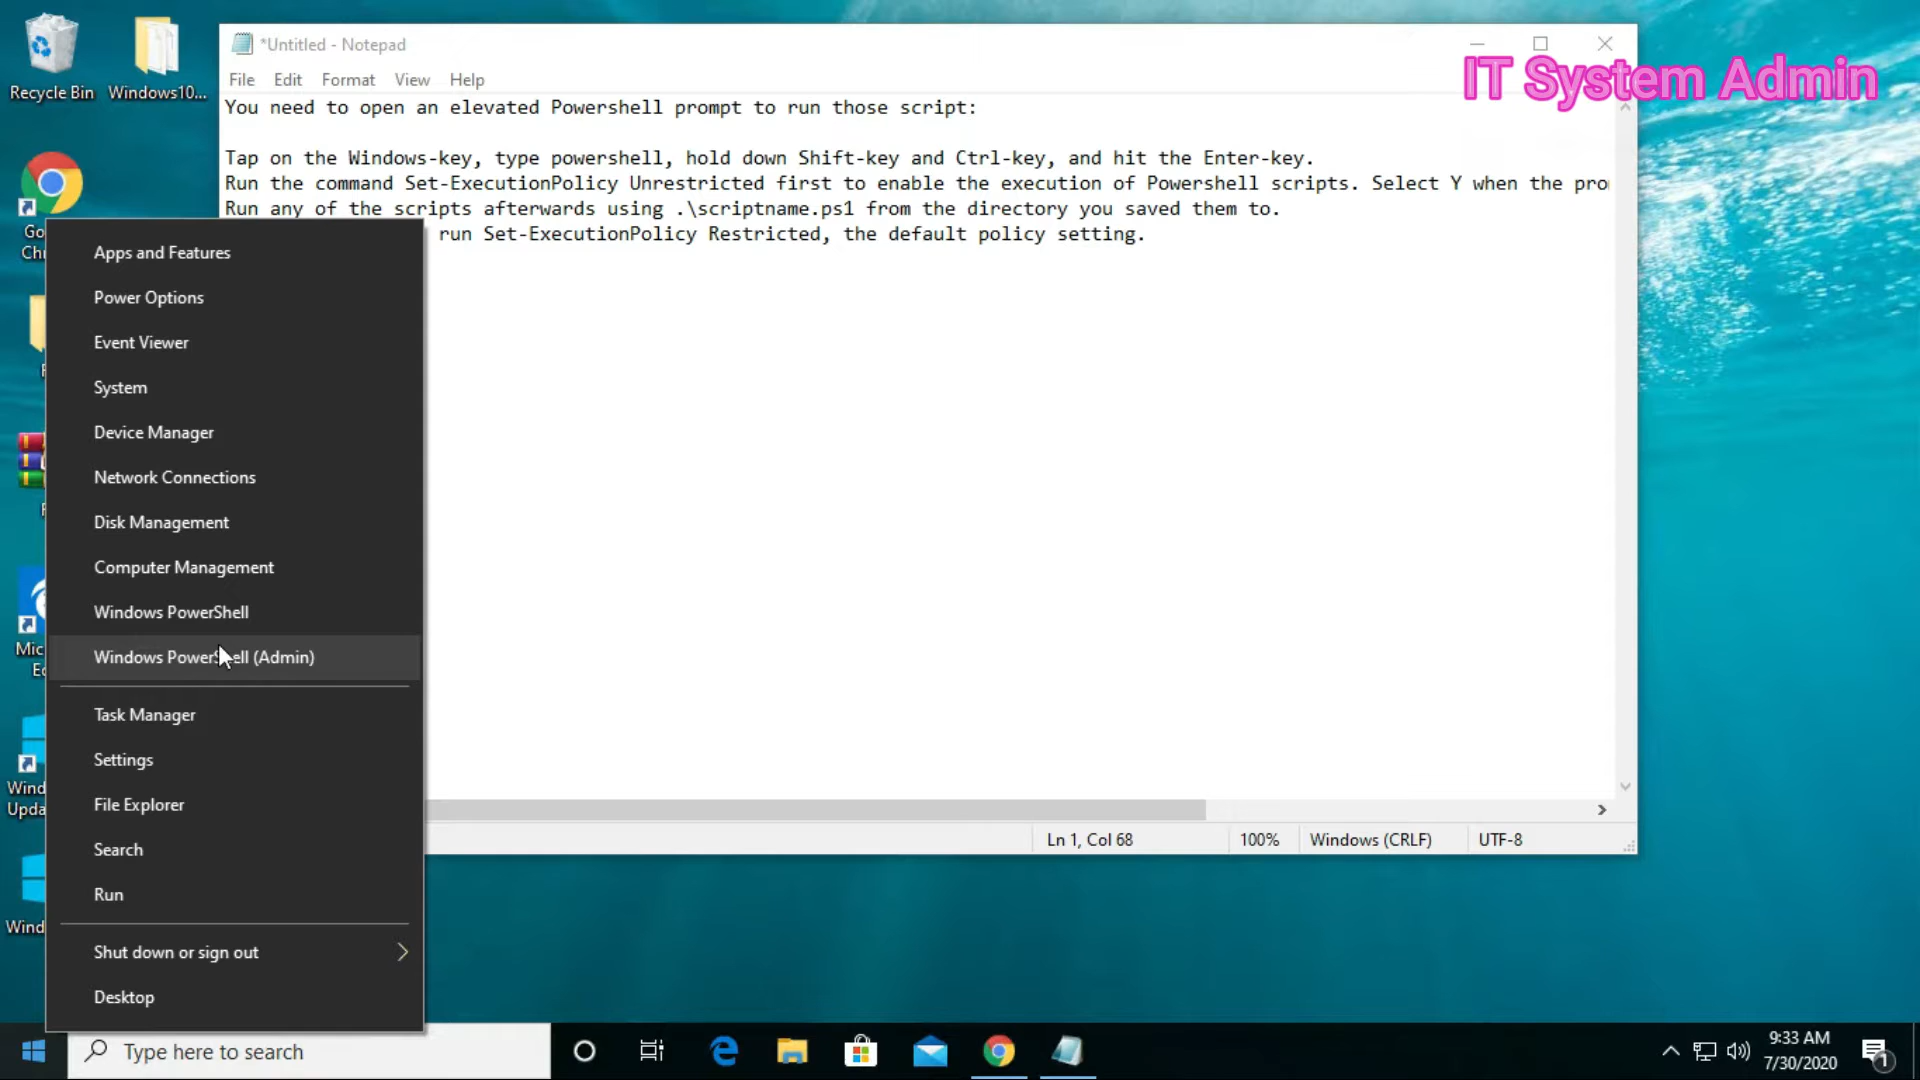 Recycle Bin
Windows10...
*Untitled - Notepad
IT System Admin
File Edit Format View Help
You need to open an elevated Powershell prompt to run those script:
Tap on the Windows-key, type powershell, hold down Shift-key and Ctrl-key, and hit the Enter-key.
Run the command Set-ExecutionPolicy Unrestricted first to enable the execution of Powershell scripts. Select Y when the
Run any of the scripts afterwards using .\scriptname.ps1 from the directory you saved them to.
run Set-ExecutionPolicy Restricted, the default policy setting.
Apps and Features
Power Options
Event Viewer
System
Device Manager
Network Connections
Disk Management
Computer Management
Windows PowerShell
Windows PowerShell (Admin)
Task Manager
Settings
File Explorer
Search
Run
Shut down or sign out
Desktop
Ln 1, Col 68
100%
Windows (CRLF)
UTF-8
Type here to search
9:33 AM
7/30/2020
1